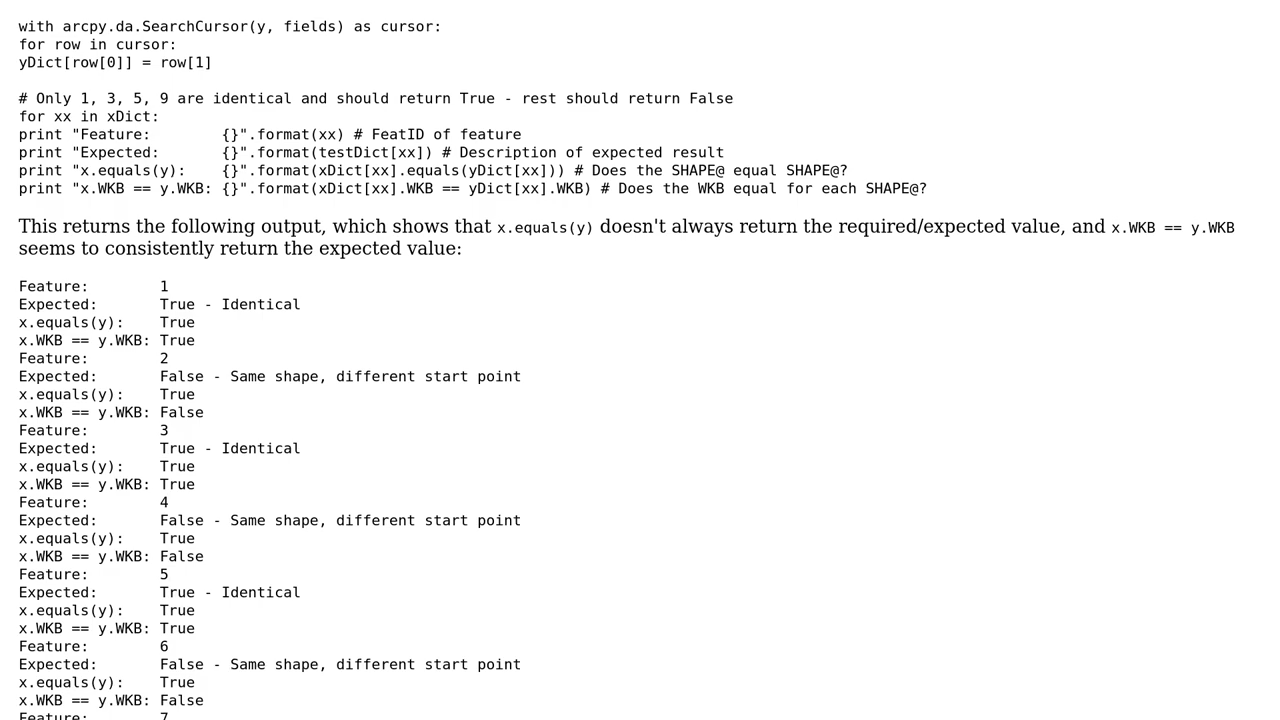 with arcpy.da.SearchCursor(y, fields) as cursor:
for row in cursor:
yDict[row[0]] = row[1]

# Only 1, 3, 5, 9 are identical and should return True - rest should return False
for xx in xDict:
print "Feature:        {}".format(xx) # FeatID of feature
print "Expected:       {}".format(testDict[xx]) # Description of expected result
print "x.equals(y):    {}".format(xDict[xx].equals(yDict[xx])) # Does the SHAPE@ equal SHAPE@?
print "x.WKB == y.WKB: {}".format(xDict[xx].WKB == yDict[xx].WKB) # Does the WKB equal for each SHAPE@?

This returns the following output, which shows that x.equals(y) doesn't always return the required/expected value, and x.WKB == y.WKB
seems to consistently return the expected value:

Feature:        1
Expected:       True - Identical
x.equals(y):    True
x.WKB == y.WKB: True
Feature:        2
Expected:       False - Same shape, different start point
x.equals(y):    True
x.WKB == y.WKB: False
Feature:        3
Expected:       True - Identical
x.equals(y):    True
x.WKB == y.WKB: True
Feature:        4
Expected:       False - Same shape, different start point
x.equals(y):    True
x.WKB == y.WKB: False
Feature:        5
Expected:       True - Identical
x.equals(y):    True
x.WKB == y.WKB: True
Feature:        6
Expected:       False - Same shape, different start point
x.equals(y):    True
x.WKB == y.WKB: False
Feature:        7